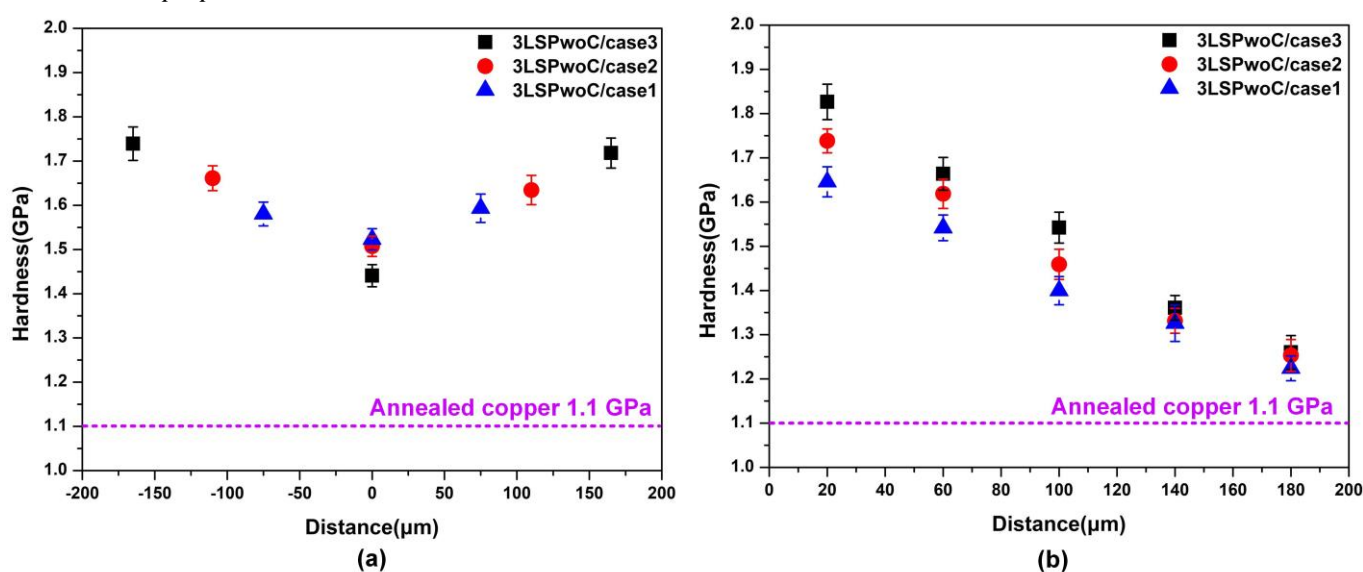 2.0
1.9
1.8
1.7
1.6
1.5
1.4
1.3
1.2
1.1
1.0
Hardness(GPa)
3LSPwoC/case3
3LSPwoC/case2
3LSPwoC/case1
Annealed copper 1.1 GPa
-200 -150 -100 -50 0 50 100 150 200
Distance(µm)
(a)
2.0
1.9
1.8
1.7
1.6
1.5
1.4
1.3
1.2
1.1
1.0
Hardness(GPa)
3LSPwoC/case3
3LSPwoC/case2
3LSPwoC/case1
Annealed copper 1.1 GPa
0 20 40 60 80 100 120 140 160 180 200
Distance(µm)
(b)